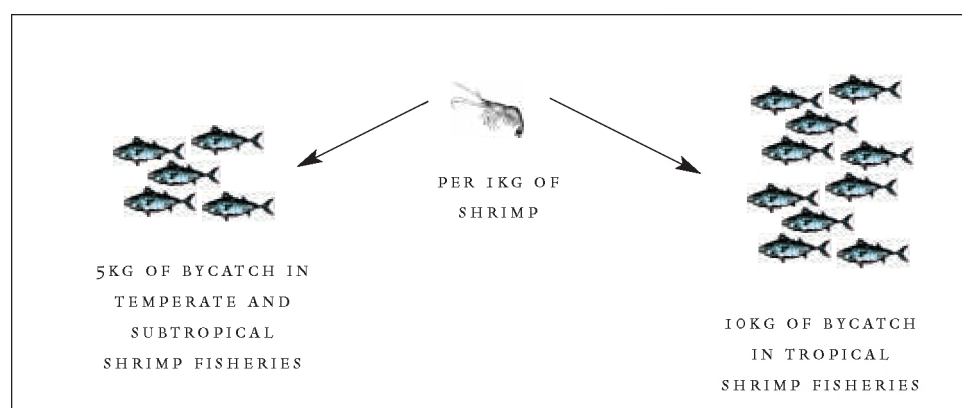 PER 1KG OF
SHRIMP
5KG OF BYCATCH IN
TEMPERATE AND
SUBTROPICAL
SHRIMP FISHERIES
10KG OF BYCATCH
IN TROPICAL
SHRIMP FISHERIES